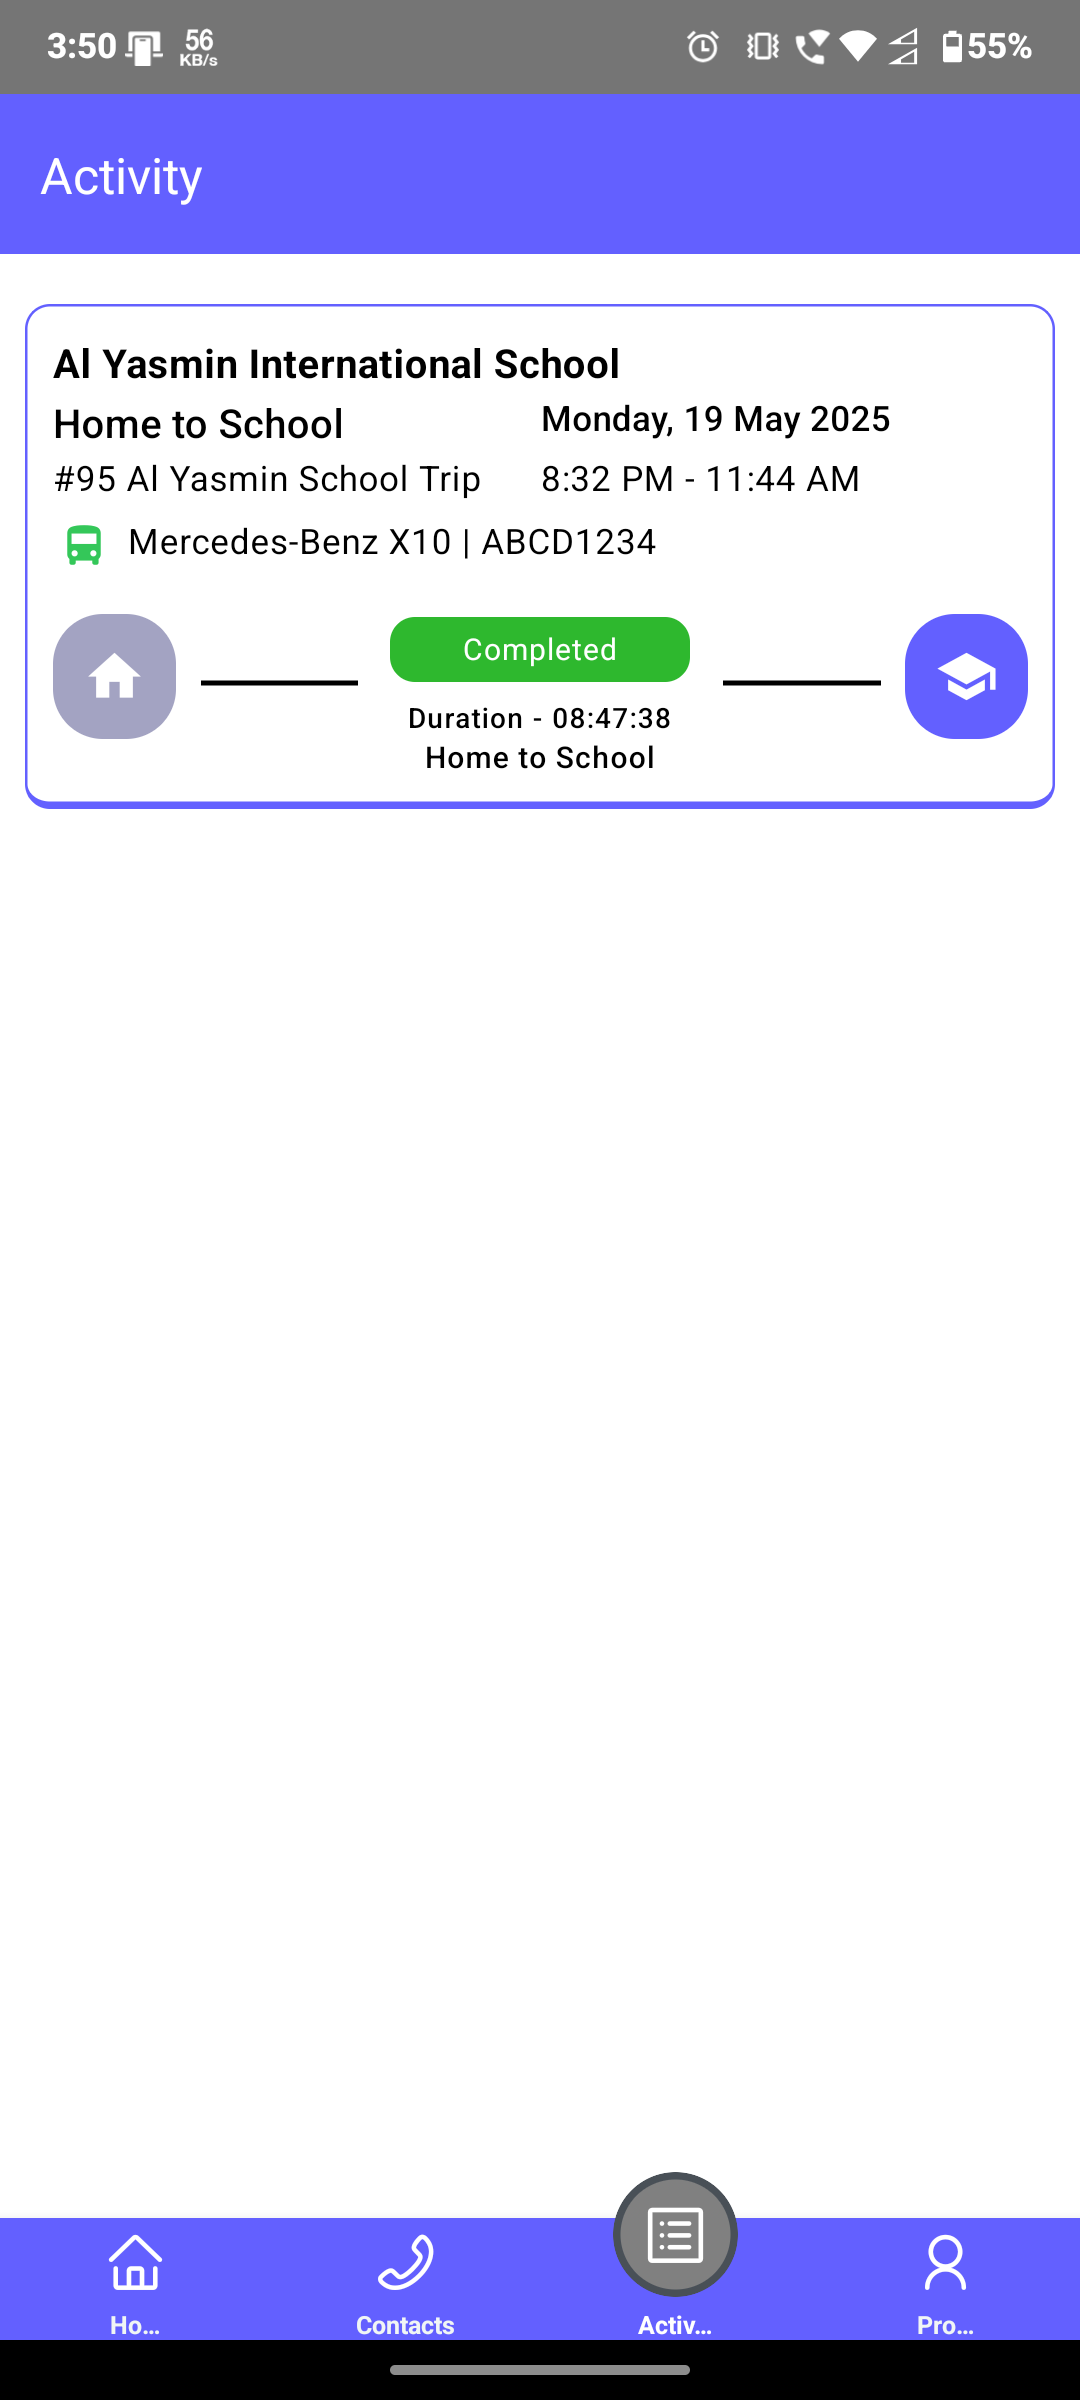 3:50 56 KB/s 55%
Activity
Al Yasmin International School
Home to School Monday, 19 May 2025
#95 Al Yasmin School Trip 8:32 PM - 11:44 AM
Mercedes-Benz X10 | ABCD1234
Completed
Duration - 08:47:38
Home to School
Ho... Contacts Activ... Pro...